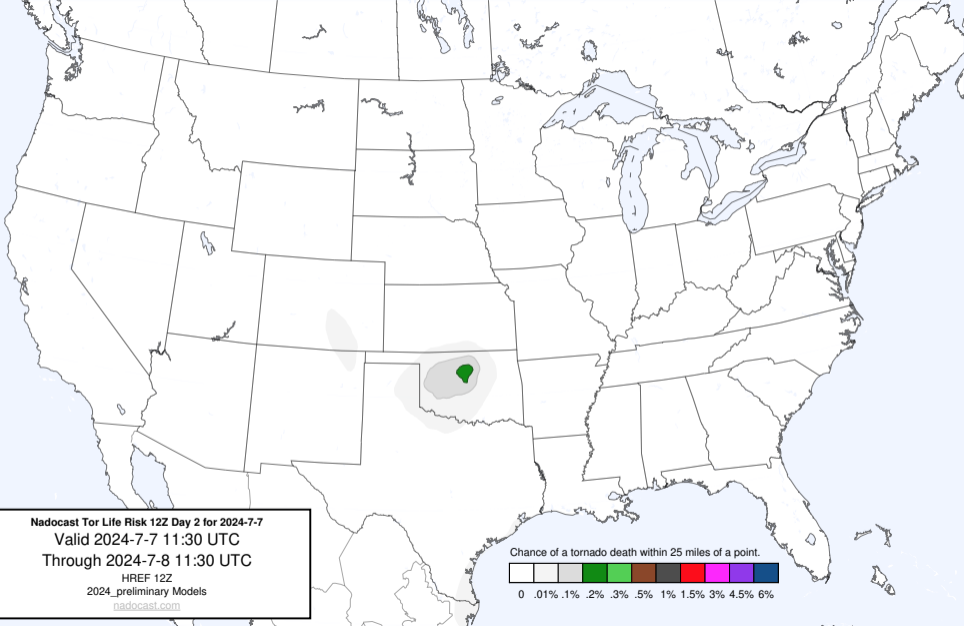 Nadocast Tor Life Risk 12Z Day 2 for 2024-7-7
Valid 2024-7-7 11:30 UTC
Through 2024-7-8 11:30 UTC
HREF 12Z
2024_preliminary Models
nadocast.com
Chance of a tornado death within 25 miles of a point.
0 .01% .1% .2% .3% .5% 1% 1.5% 3% 4.5% 6%